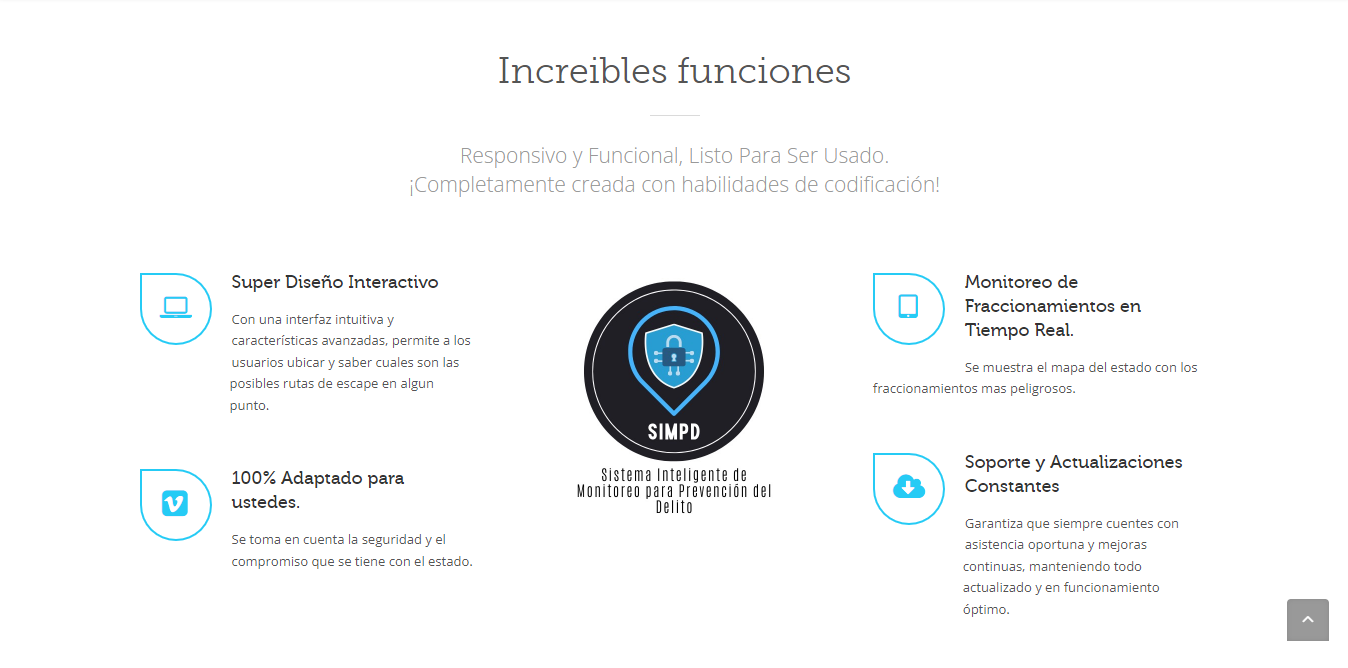 Increibles funciones
Responsivo y Funcional, Listo Para Ser Usado.
¡Completamente creada con habilidades de codificación!
Super Diseño Interactivo
Con una interfaz intuitiva y
características avanzadas, permite a los
usuarios ubicar y saber cuales son las
posibles rutas de escape en algun
punto.
100% Adaptado para
ustedes.
Se toma en cuenta la seguridad y el
compromiso que se tiene con el estado.
SIMPD
Sistema Inteligente de
Monitoreo para Prevención del
Delito
Monitoreo de
Fraccionamientos en
Tiempo Real.
Se muestra el mapa del estado con los
fraccionamientos mas peligrosos.
Soporte y Actualizaciones
Constantes
Garantiza que siempre cuentes con
asistencia oportuna y mejoras
continuas, manteniendo todo
actualizado y en funcionamiento
óptimo.